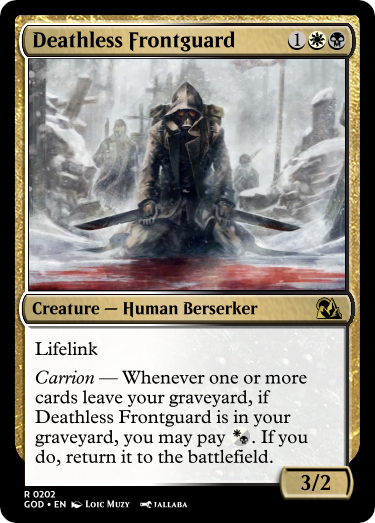 Deathless Frontguard 1
Creature — Human Berserker
Lifelink
Carrion — Whenever one or more
cards leave your graveyard, if
Deathless Frontguard is in your
graveyard, you may pay . If you
do, return it to the battlefield.
3/2
R 0202
GOD • EN Loic Muzy JALLABA